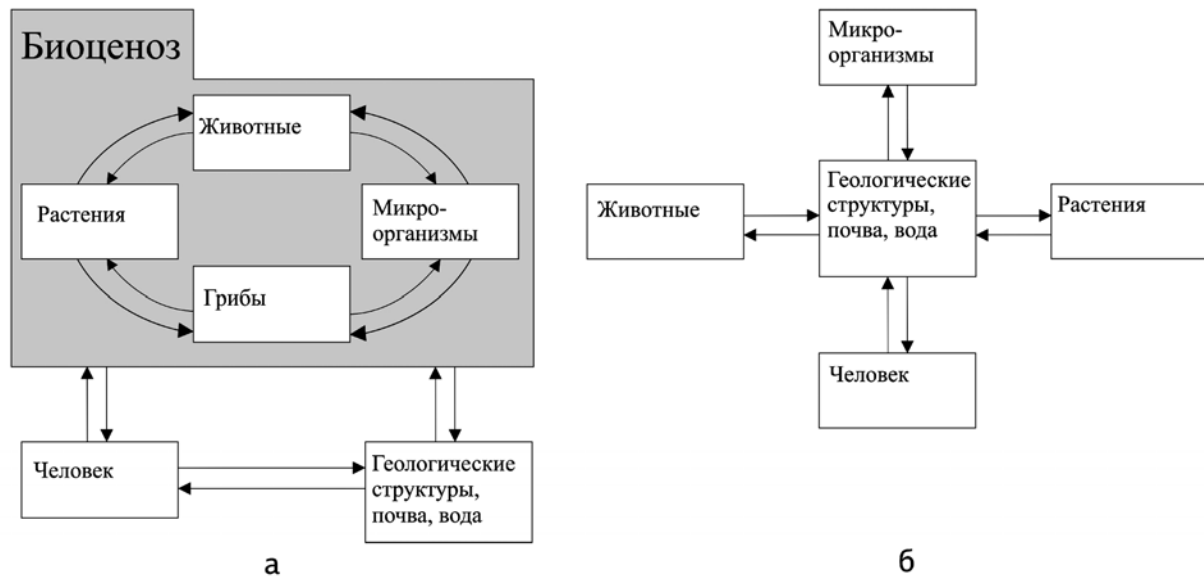 Биоценоз
Животные
Растения
Микро-
организмы
Грибы
Человек
Геологические
структуры,
почва, вода
а
Микро-
организмы
Животные
Геологические
структуры,
почва, вода
Растения
Человек
б